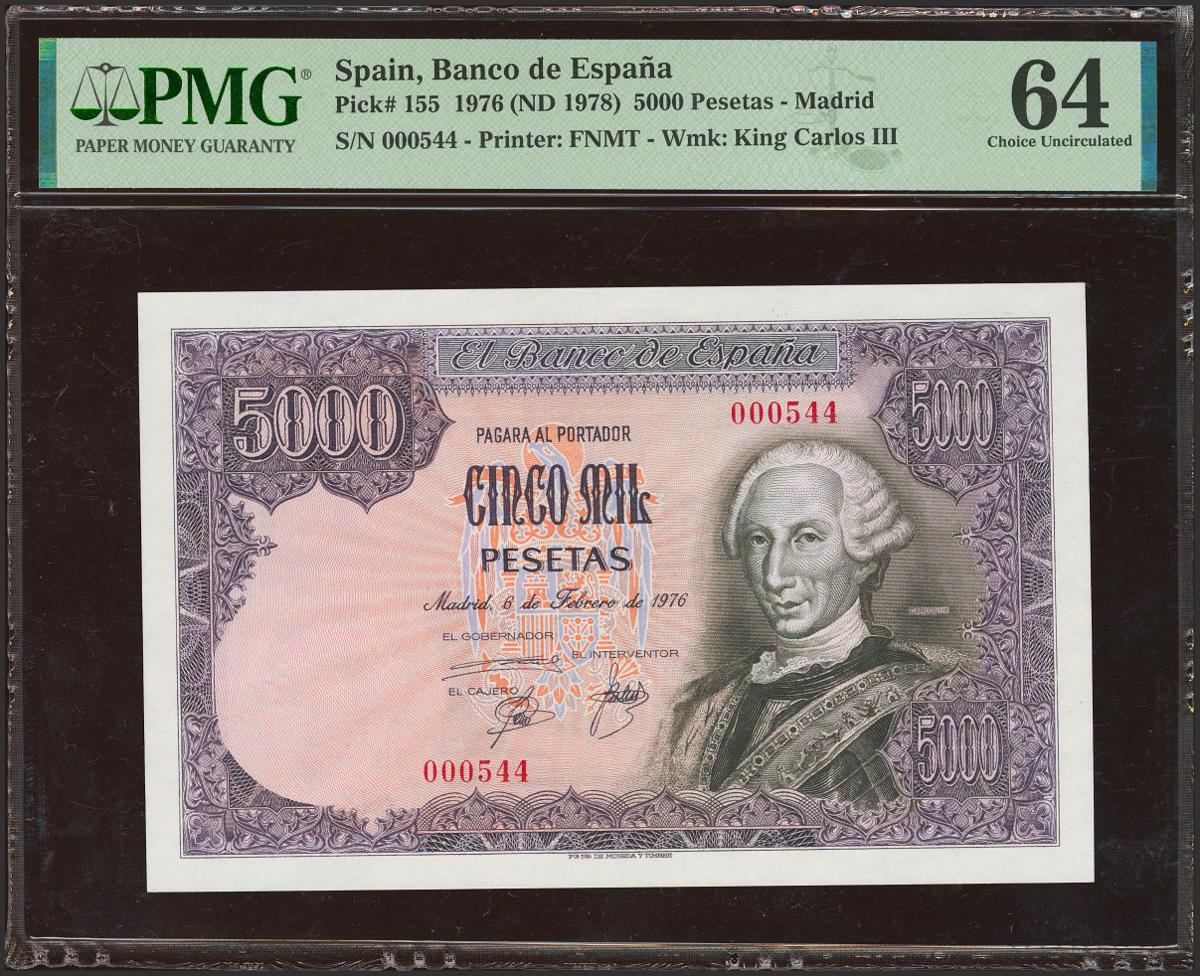 PMG®
PAPER MONEY GUARANTY
Spain, Banco de España
Pick# 155 1976 (ND 1978) 5000 Pesetas - Madrid
S/N 000544 - Printer: FNMT - Wmk: King Carlos III
64
Choice Uncirculated
El Banco de España
5000
5000
000544
PAGARA AL PORTADOR
CINCO MIL
PESETAS
Madrid, 6 de Febrero de 1976
EL GOBERNADOR
EL INTERVENTOR
EL CAJERO
5000
000544